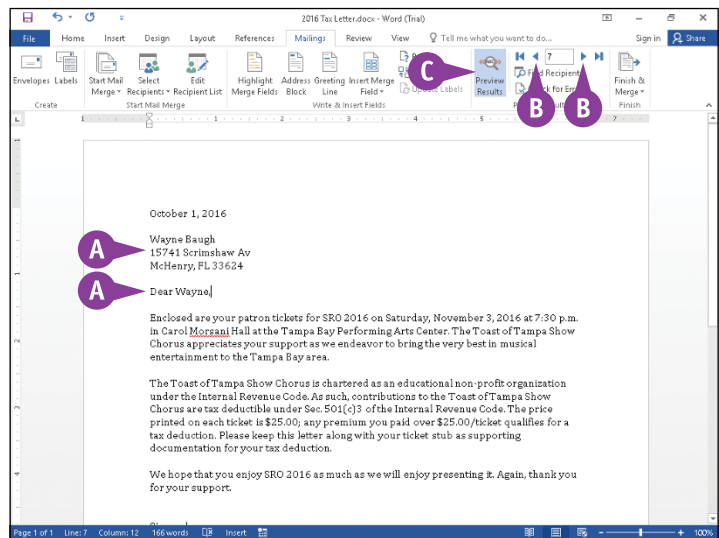 2016 Tax Letter.docx - Word (Trial)
File Home Insert Design Layout References Mailings Review View Tell me what you want to do... Sign in Share
Envelopes Labels Start Mail Merge Select Recipients Edit Recipient List Highlight Merge Fields Address Block Greeting Line Insert Merge Field Update Labels Preview Results 7 Find Recipient Check for Err Finish & Merge
Create Start Mail Merge Write & Insert Fields Finish
C
B B
1 1 2 3 4 5 7
October 1, 2016
A
Wayne Baugh
15741 Scrimshaw Av
McHenry, FL 33624
A
Dear Wayne,
Enclosed are your patron tickets for SRO 2016 on Saturday, November 3, 2016 at 7:30 p.m.
in Carol Morsani Hall at the Tampa Bay Performing Arts Center. The Toast of Tampa Show
Chorus appreciates your support as we endeavor to bring the very best in musical
entertainment to the Tampa Bay area.
The Toast of Tampa Show Chorus is chartered as an educational non-profit organization
under the Internal Revenue Code. As such, contributions to the Toast of Tampa Show
Chorus are tax deductible under Sec. 501(c)3 of the Internal Revenue Code. The price
printed on each ticket is $25.00; any premium you paid over $25.00/ticket qualifies for a
tax deduction. Please keep this letter along with your ticket stub as supporting
documentation for your tax deduction.
We hope that you enjoy SRO 2016 as much as we will enjoy presenting it. Again, thank you
for your support.
Page 1 of 1 Line: 7 Column: 12 166 words Insert 100%